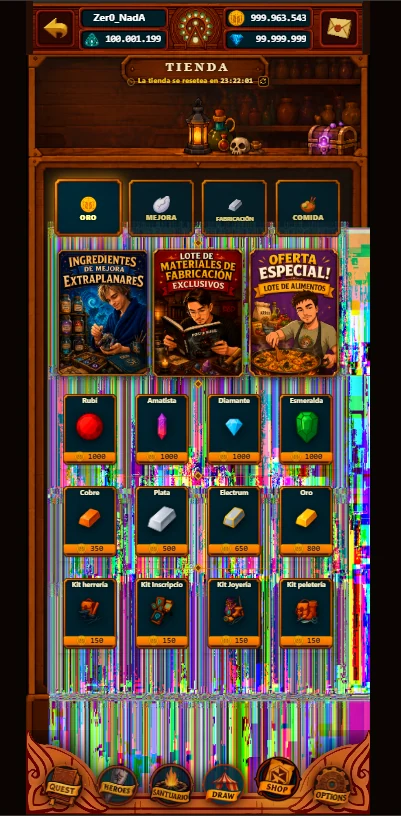 Zer0_NadA
999.963.543
100.001.199
99.999.999
TIENDA
La tienda se resetea en 23:22:01
ORO
MEJORA
FABRICACIÓN
COMIDA
INGREDIENTES
DE MEJORA
EXTRAPLANARES
LOTE DE
MATERIALES DE
FABRICACIÓN
EXCLUSIVOS
OFERTA
ESPECIAL!
LOTE DE ALIMENTOS
Rubi
Amatista
Diamante
Esmeralda
1000
1000
1000
1000
Cobre
Plata
Electrum
Oro
350
500
650
800
Kit herrería
Kit Inscripcio
Kit Joyería
Kit peletería
150
150
150
150
QUEST
HEROES
SANTUARIO
DRAW
SHOP
OPTIONS